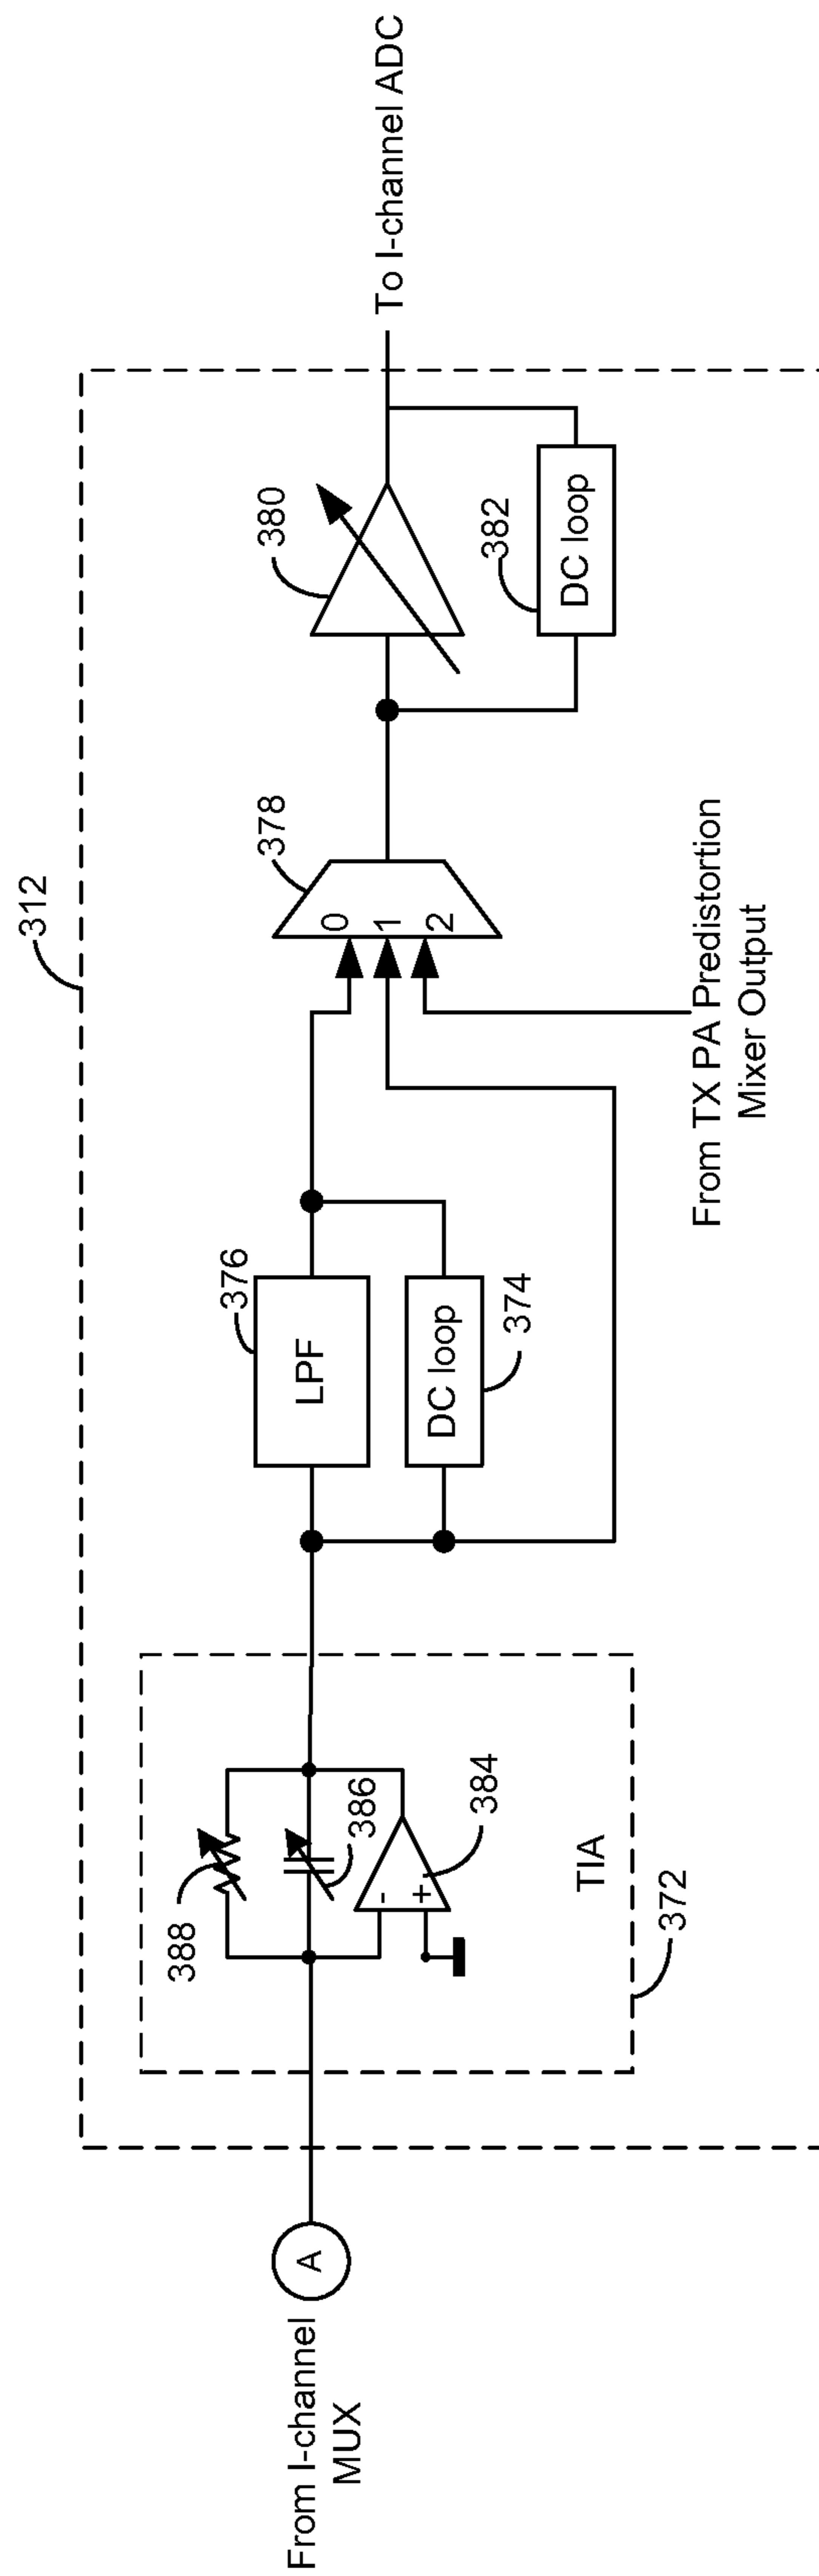 312
From I-channel
MUX
A
388
386
384
-
+
TIA
372
376
LPF
DC loop
374
378
0
1
2
From TX PA Predistortion
Mixer Output
380
382
DC loop
To I-channel ADC